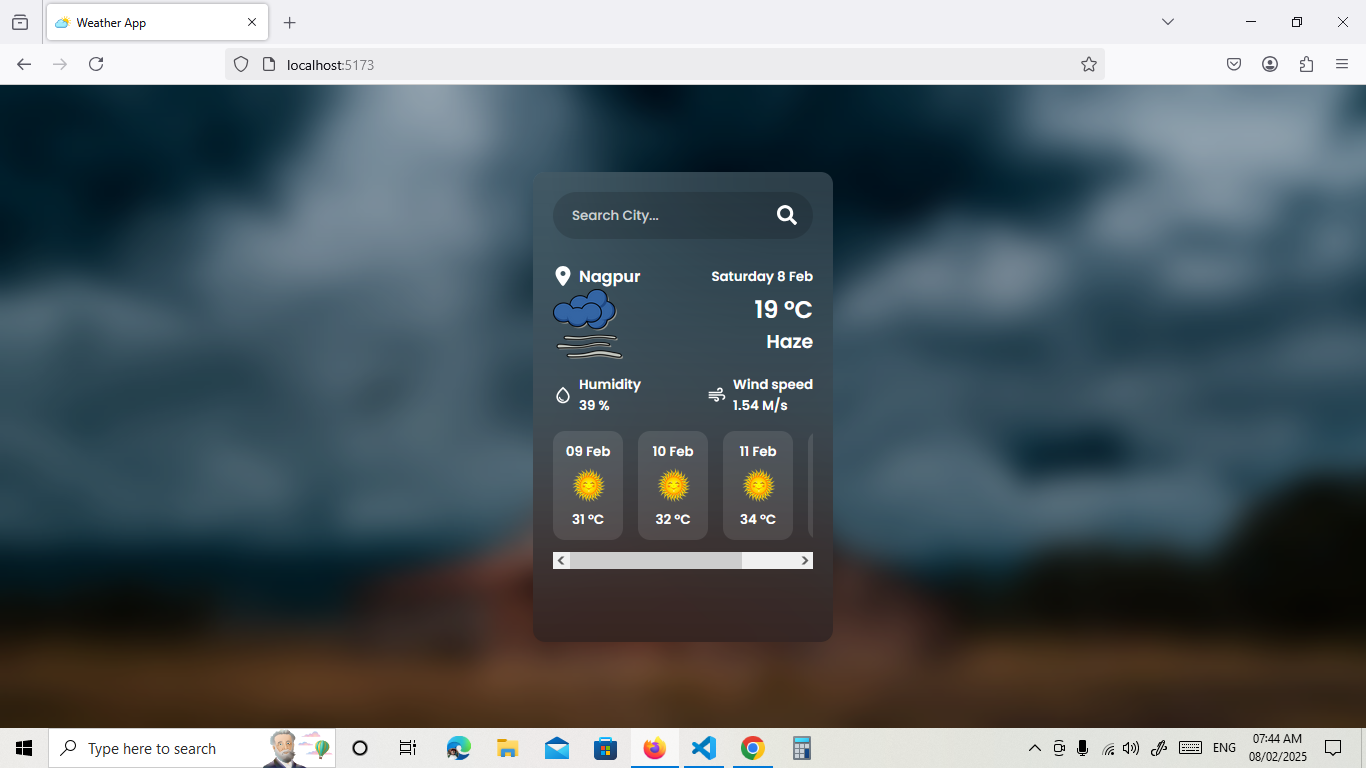 Weather App
localhost:5173
Search City...
Nagpur
Saturday 8 Feb
19 °C
Haze
Humidity
39 %
Wind speed
1.54 M/s
09 Feb
10 Feb
11 Feb
31 °C
32 °C
34 °C
Type here to search
ENG
07:44 AM
08/02/2025